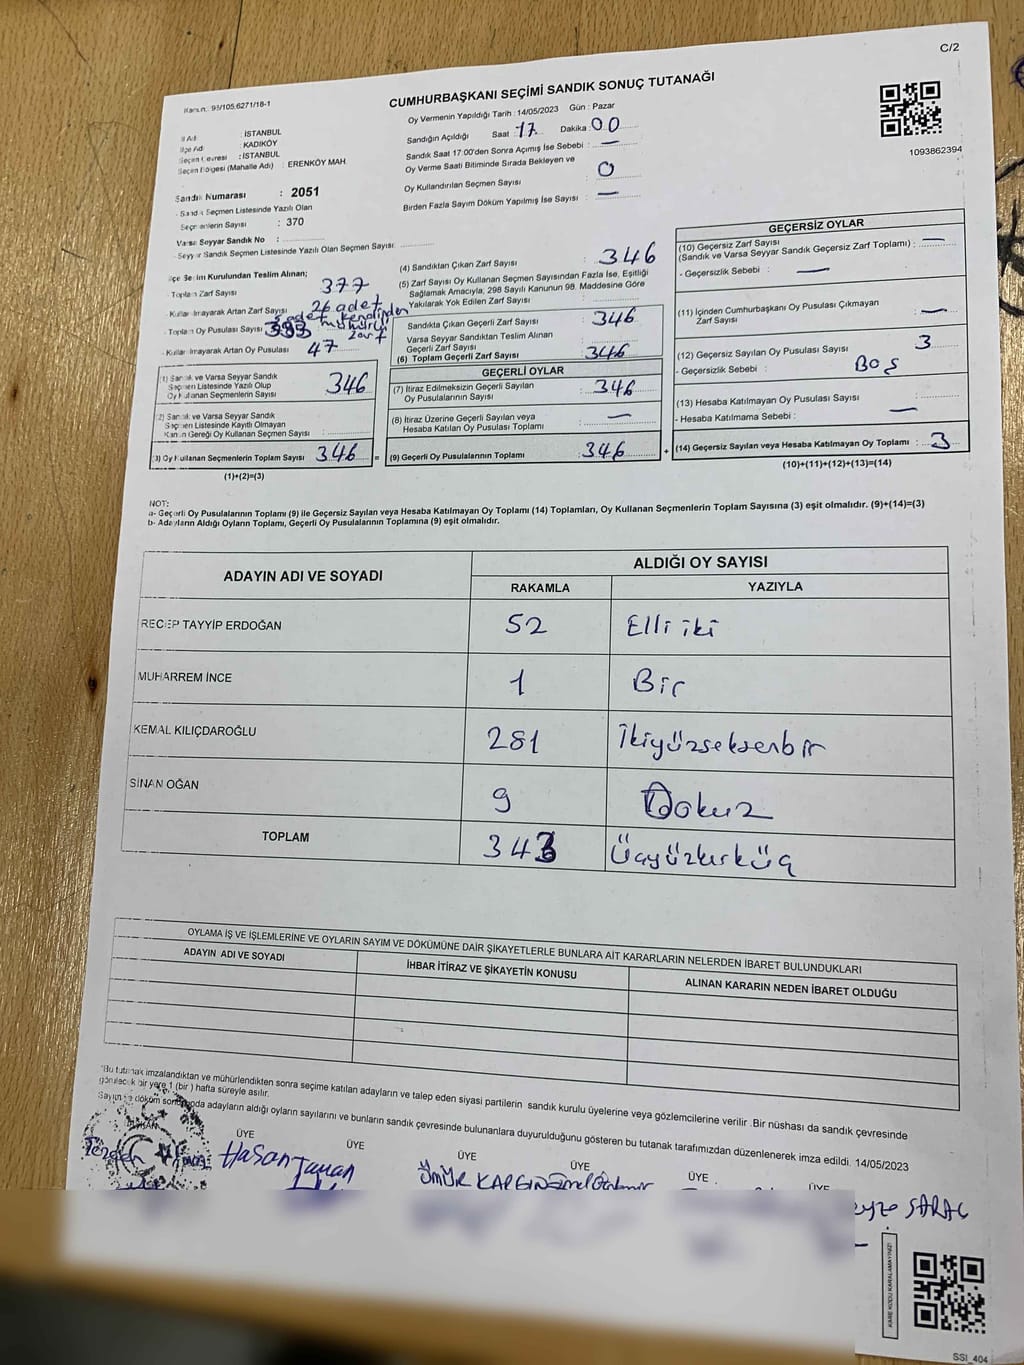 C/2
Kanun: 93/105.6271/18-1
CUMHURBAŞKANI SEÇİMİ SANDIK SONUÇ TUTANAĞI
Oy Vermenin Yapıldığı Tarih : 14/05/2023 Gün : Pazar
İl Adı : İSTANBUL
İlçe Adı : KADIKÖY
Seçim Çevresi : İSTANBUL
Seçim Bölgesi (Mahalle Adı) : ERENKÖY MAH.
Sandık Numarası : 2051
- Sandık Seçmen Listesinde Yazılı Olan
Seçmenlerin Sayısı : 370
Varsa Seyyar Sandık No :
- Seyyar Sandık Seçmen Listesinde Yazılı Olan Seçmen Sayısı:
Sandığın Açıldığı Saat : 17 Dakika : 00
Sandık Saat 17:00'den Sonra Açımış İse Sebebi : —
Oy Verme Saati Bitiminde Sırada Bekleyen ve
Oy Kullandırılan Seçmen Sayısı : 0
Birden Fazla Sayım Döküm Yapılmış İse Sayısı : —
1093862394
İlçe Seçim Kurulundan Teslim Alınan;
- Toplam Zarf Sayısı 377
- Kullanılmayarak Artan Zarf Sayısı : 26 adet
5 adet kendinden
mühürlü
zarf
- Toplam Oy Pusulası Sayısı 393
- Kullanılmayarak Artan Oy Pusulası 47
(1) Sandık ve Varsa Seyyar Sandık
Seçmen Listesinde Yazılı Olup
Oy Kullanan Seçmen Sayısı 346
(2) Sandık ve Varsa Seyyar Sandık
Seçmen Listesinde Kayıtlı Olmayan
Kanun Gereği Oy Kullanan Seçmen Sayısı :
(3) Oy Kullanan Seçmenlerin Toplam Sayısı 346
(1)+(2)=(3)
(4) Sandıktan Çıkan Zarf Sayısı : 346
(5) Zarf Sayısı Oy Kullanan Seçmen Sayısından Fazla İse, Eşitliği
Sağlamak Amacıyla, 298 Sayılı Kanunun 98. Maddesine Göre
Yakılarak Yok Edilen Zarf Sayısı :
Sandıkta Çıkan Geçerli Zarf Sayısı : 346
Varsa Seyyar Sandıktan Teslim Alınan
Geçerli Zarf Sayısı :
(6) Toplam Geçerli Zarf Sayısı : 346
GEÇERLİ OYLAR
(7) İtiraz Edilmeksizin Geçerli Sayılan
Oy Pusulalarının Sayısı : 346
(8) İtiraz Üzerine Geçerli Sayılan veya
Hesaba Katılan Oy Pusulası Toplamı : —
= (9) Geçerli Oy Pusulalarının Toplamı : 346 +
GEÇERSİZ OYLAR
(10) Geçersiz Zarf Sayısı
(Sandık ve Varsa Seyyar Sandık Geçersiz Zarf Toplamı) : —
- Geçersizlik Sebebi : —
(11) İçinden Cumhurbaşkanı Oy Pusulası Çıkmayan
Zarf Sayısı : —
(12) Geçersiz Sayılan Oy Pusulası Sayısı : 3
- Geçersizlik Sebebi : BOŞ
(13) Hesaba Katılmayan Oy Pusulası Sayısı :
- Hesaba Katılmama Sebebi : —
(14) Geçersiz Sayılan veya Hesaba Katılmayan Oy Toplamı : 3
(10)+(11)+(12)+(13)=(14)
NOT:
a- Geçerli Oy Pusulalarının Toplamı (9) ile Geçersiz Sayılan veya Hesaba Katılmayan Oy Toplamı (14) Toplamları, Oy Kullanan Seçmenlerin Toplam Sayısına (3) eşit olmalıdır. (9)+(14)=(3)
b- Adayların Aldığı Oyların Toplamı, Geçerli Oy Pusulalarının Toplamına (9) eşit olmalıdır.
ADAYIN ADI VE SOYADI
ALDIĞI OY SAYISI
RAKAMLA YAZIYLA
RECEP TAYYİP ERDOĞAN 52 Elli iki
MUHARREM İNCE 1 Bir
KEMAL KILIÇDAROĞLU 281 İkiyüzseksenbir
SİNAN OĞAN 9 Dokuz
TOPLAM 343 Üçyüzkırküç
OYLAMA İŞ VE İŞLEMLERİNE VE OYLARIN SAYIM VE DÖKÜMÜNE DAİR ŞİKAYETLERLE BUNLARA AİT KARARLARIN NELERDEN İBARET BULUNDUKLARI
ADAYIN ADI VE SOYADI
İHBAR İTİRAZ VE ŞİKAYETİN KONUSU
ALINAN KARARIN NEDEN İBARET OLDUĞU
*Bu tutanak imzalandıktan ve mühürlendikten sonra seçime katılan adayların ve talep eden siyasi partilerin sandık kurulu üyelerine veya gözlemcilerine verilir .Bir nüshası da sandık çevresinde
görülecek bir yere 1 (bir ) hafta süreyle asılır.
Sayım ve döküm adayların aldığı oyların sayılarını ve bunların sandık çevresinde bulunanlara duyurulduğunu gösteren bu tutanak tarafımızdan düzenlenerek imza edildi. 14/05/2023
ÜYE ÜYE ÜYE ÜYE ÜYE ÜYE
Hasan
ÖMÜR
SARAÇ
KARE KODU KARALAMAYINIZ!
SSI_404